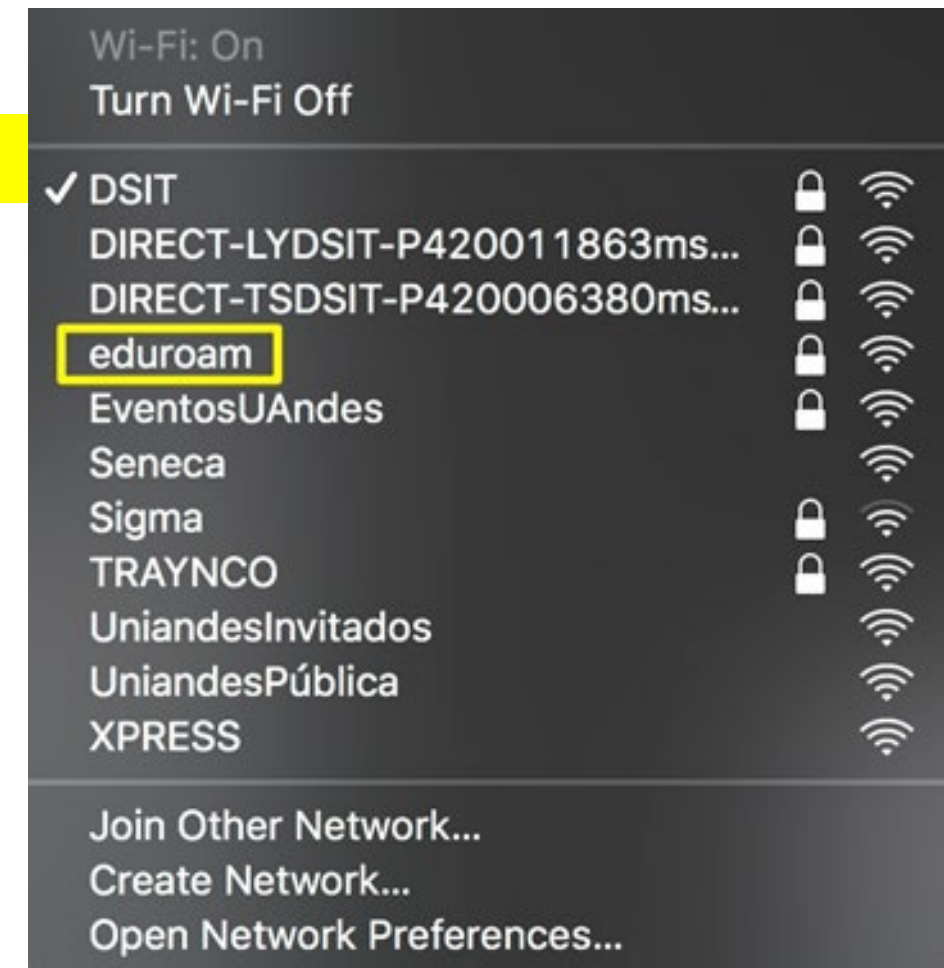 Wi-Fi: On
Turn Wi-Fi Off
DSIT
DIRECT-LYDSIT-P420011863ms...
DIRECT-TSDSIT-P420006380ms...
eduroam
EventosUAndes
Seneca
Sigma
TRAYNCO
UniandesInvitados
UniandesPública
XPRESS
Join Other Network...
Create Network...
Open Network Preferences...